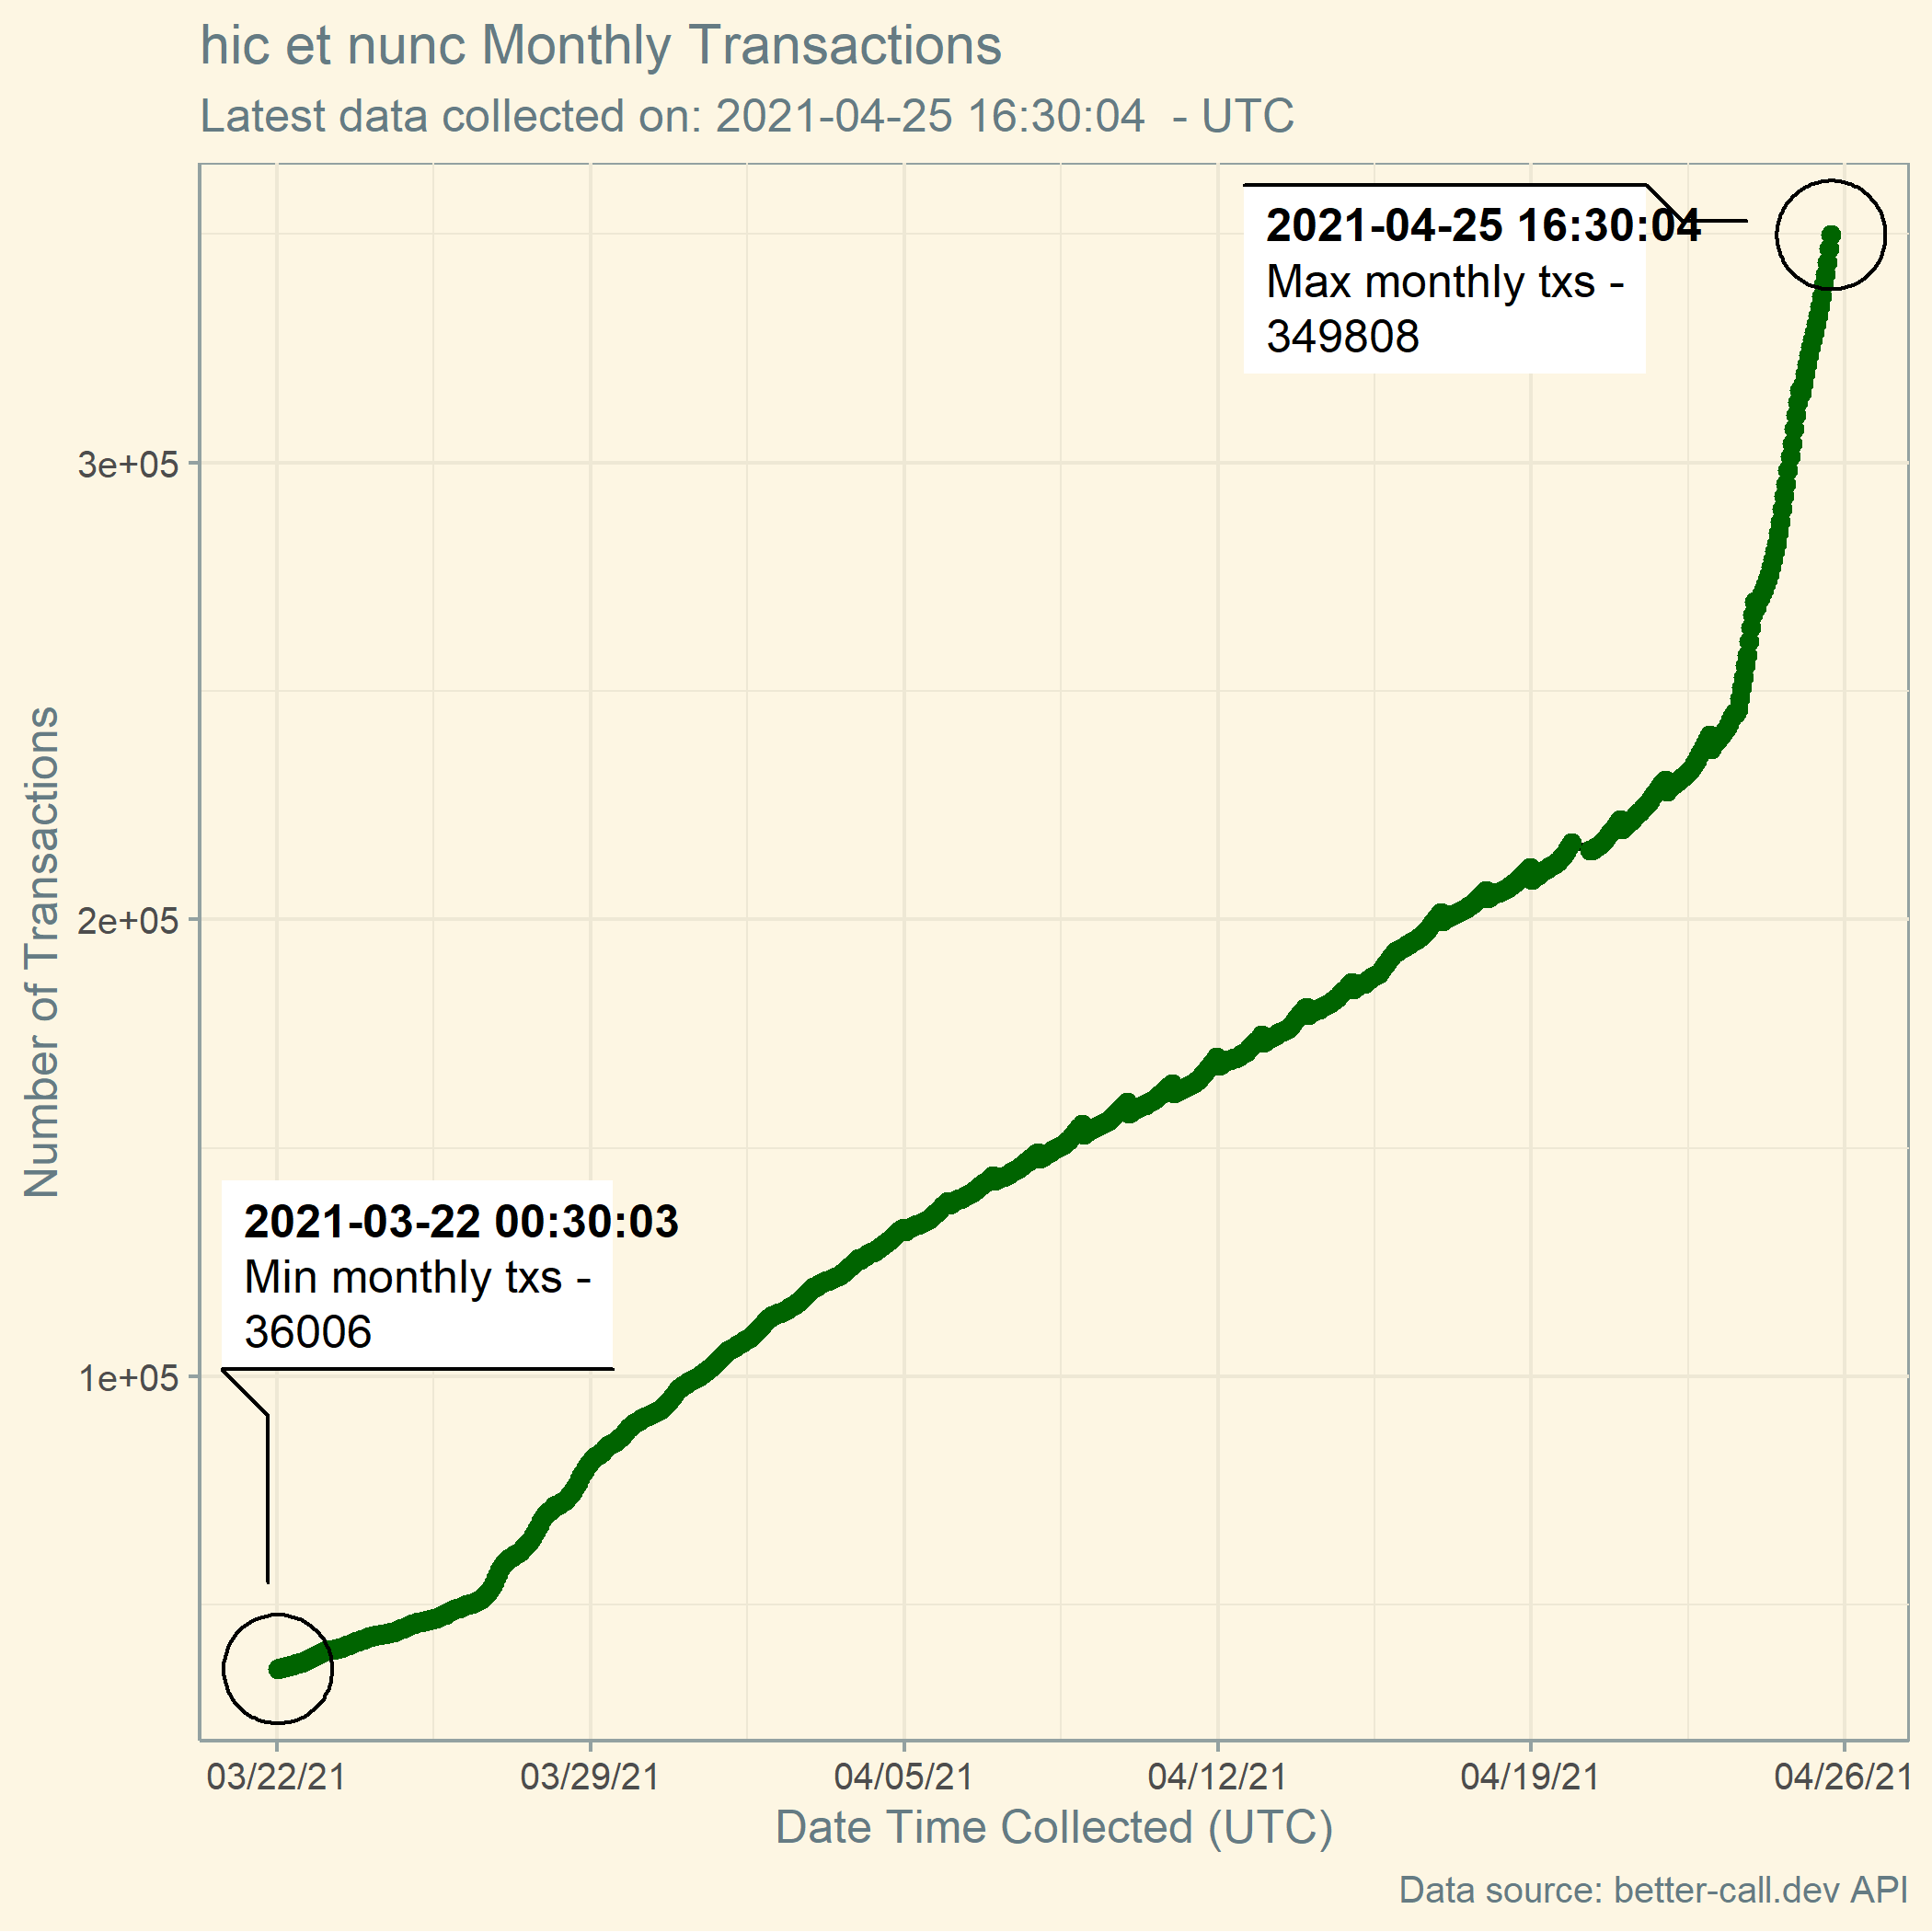 hic et nunc Monthly Transactions
Latest data collected on: 2021-04-25 16:30:04  - UTC
2021-04-25 16:30:04
Max monthly txs -
349808
3e+05
2e+05
1e+05
Number of Transactions
2021-03-22 00:30:03
Min monthly txs -
36006
03/22/21
03/29/21
04/05/21
04/12/21
04/19/21
04/26/21
Date Time Collected (UTC)
Data source: better-call.dev API